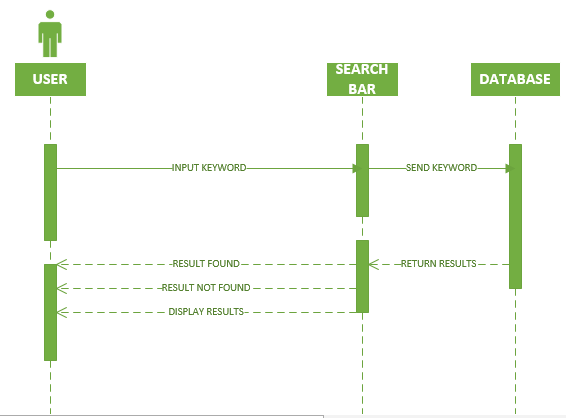 USER
SEARCH
BAR
DATABASE
INPUT KEYWORD
SEND KEYWORD
RESULT FOUND
RETURN RESULTS
RESULT NOT FOUND
DISPLAY RESULTS